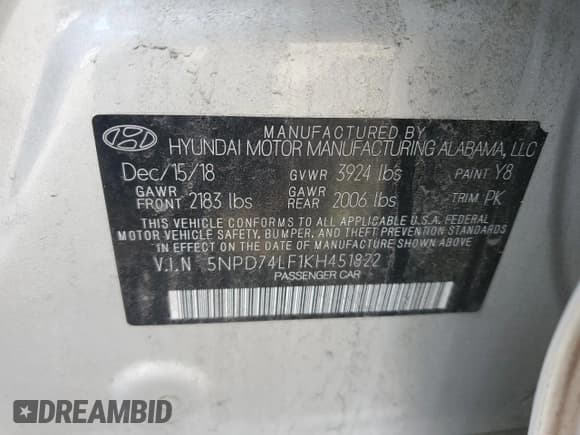 MANUFACTURED BY
HYUNDAI MOTOR MANUFACTURING ALABAMA, LLC
Dec/15/18 GVWR 3924 lbs PAINT Y8
GAWR FRONT 2183 lbs GAWR REAR 2006 lbs TRIM PK
THIS VEHICLE CONFORMS TO ALL APPLICABLE U.S.A. FEDERAL
MOTOR VEHICLE SAFETY, BUMPER, AND THEFT PREVENTION STANDARDS
IN EFFECT ON THE DATE OF MANUFACTURE SHOWN ABOVE
V.I.N 5NPD74LF1KH451822
PASSENGER CAR
DREAMBID